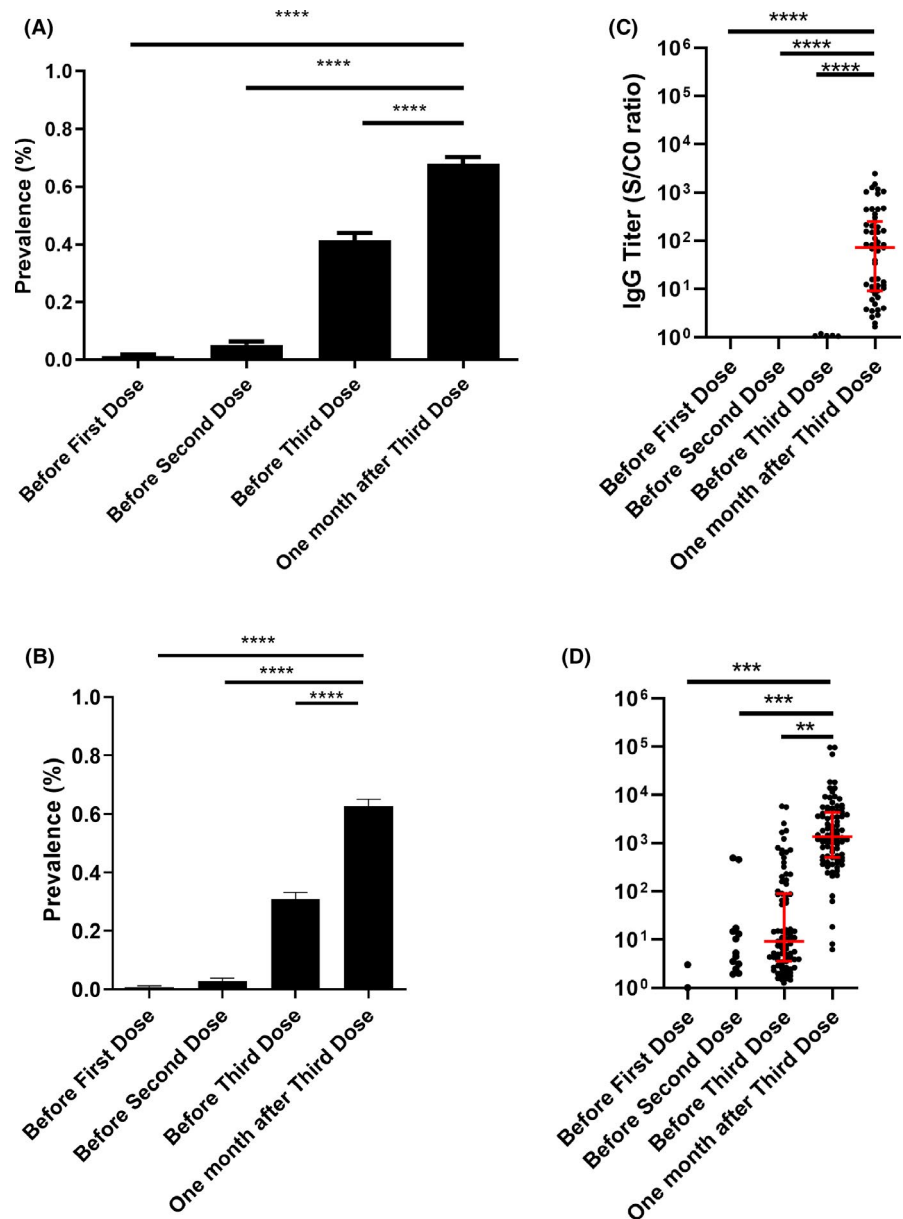 (A)
****
****
****
Prevalence (%)
1.0
0.8
0.6
0.4
0.2
0.0
Before First Dose
Before Second Dose
Before Third Dose
One month after Third Dose
(C)
****
****
****
IgG Titer (S/C0 ratio)
10⁶
10⁵
10⁴
10³
10²
10¹
10⁰
Before First Dose
Before Second Dose
Before Third Dose
One month after Third Dose
(B)
****
****
****
Prevalence (%)
1.0
0.8
0.6
0.4
0.2
0.0
Before First Dose
Before Second Dose
Before Third Dose
One month after Third Dose
(D)
***
***
**
10⁶
10⁵
10⁴
10³
10²
10¹
10⁰
Before First Dose
Before Second Dose
Before Third Dose
One month after Third Dose